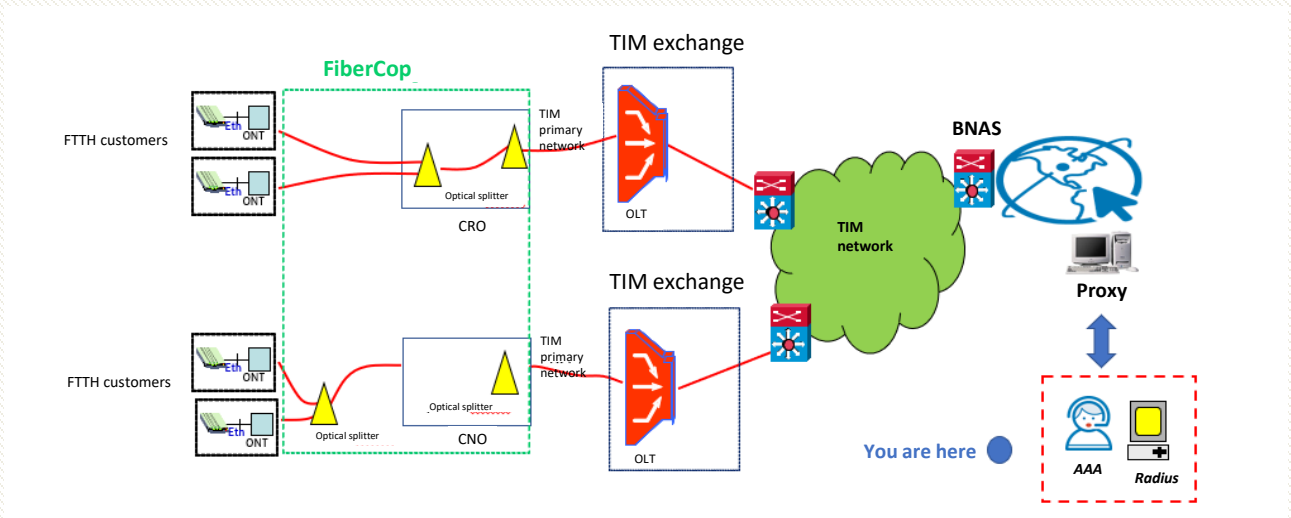 TIM exchange
FiberCop
TIM
primary
network
BNAS
Eth
ONT
FTTH customers
Eth
ONT
Optical splitter
CRO
OLT
TIM
network
TIM exchange
Proxy
TIM
primary
network
Eth
ONT
FTTH customers
Eth
ONT
Optical splitter
Optical splitter
CNO
OLT
You are here
AAA
Radius